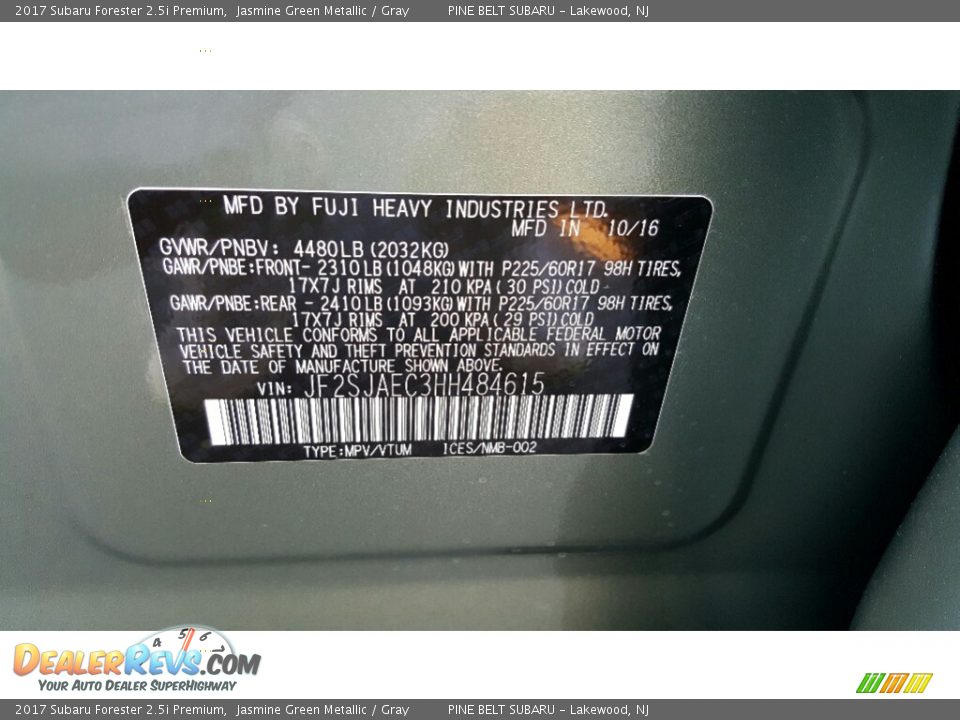 2017 Subaru Forester 2.5i Premium,  Jasmine Green Metallic / Gray    PINE BELT SUBARU - Lakewood, NJ
MFD BY FUJI HEAVY INDUSTRIES LTD.
MFD IN 10/16
GVWR/PNBV: 4480LB (2032KG)
GAWR/PNBE:FRONT- 2310LB (1048KG) WITH P225/60R17 98H TIRES,
17X7J RIMS AT 210 KPA ( 30 PSI) COLD
GAWR/PNBE:REAR - 2410LB (1093KG) WITH P225/60R17 98H TIRES,
17X7J RIMS AT 200 KPA ( 29 PSI) COLD
THIS VEHICLE CONFORMS TO ALL APPLICABLE FEDERAL MOTOR
VEHICLE SAFETY AND THEFT PREVENTION STANDARDS IN EFFECT ON
THE DATE OF MANUFACTURE SHOWN ABOVE.
VIN: JF2SJAEC3HH484615
TYPE:MPV/VTUM ICES/NMB-002
4 5 6 7
DEALERREVS.COM
YOUR AUTO DEALER SUPERHIGHWAY
2017 Subaru Forester 2.5i Premium,  Jasmine Green Metallic / Gray    PINE BELT SUBARU - Lakewood, NJ